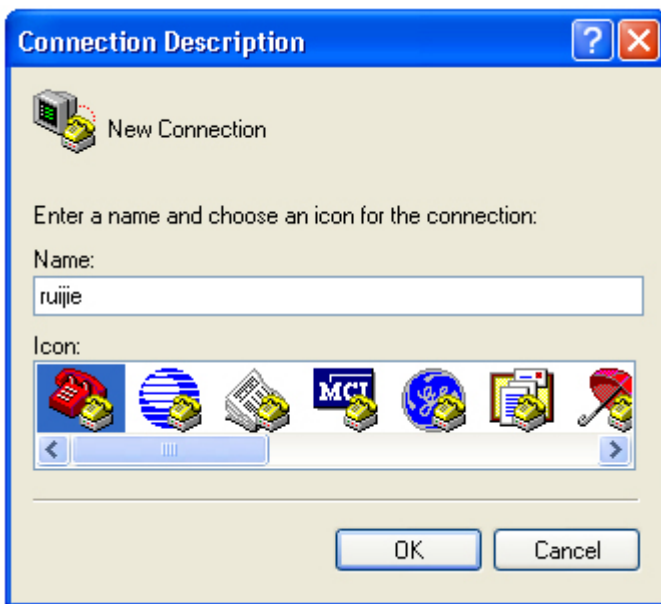 Connection Description
New Connection
Enter a name and choose an icon for the connection:
Name:
ruijie
Icon:
MCI
OK Cancel